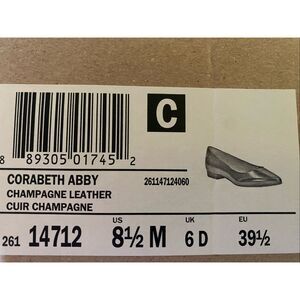 C
8 89305 01745 2
CORABETH ABBY 261147124060
CHAMPAGNE LEATHER
CUIR CHAMPAGNE
US UK EU
261 14712 8½ M 6 D 39½